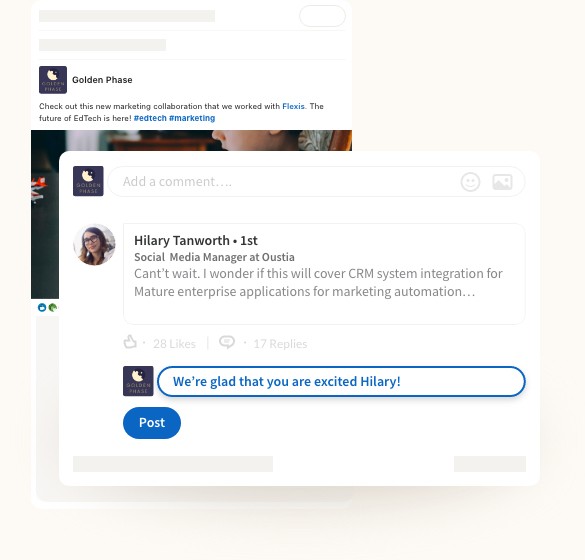 GOLDEN
PHASE
Golden Phase
Check out this new marketing collaboration that we worked with Flexis. The
future of EdTech is here! #edtech #marketing
GOLDEN
PHASE
Add a comment....
Hilary Tanworth • 1st
Social Media Manager at Oustia
Cant’t wait. I wonder if this will cover CRM system integration for
Mature enterprise applications for marketing automation...
· 28 Likes | · 17 Replies
GOLDEN
PHASE
We’re glad that you are excited Hilary!
Post